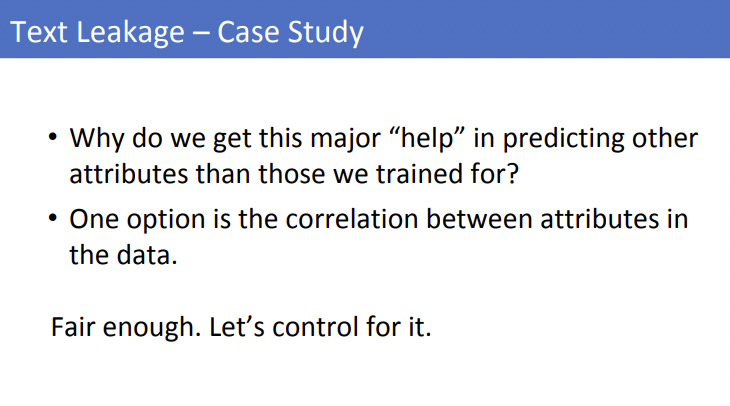 Text Leakage – Case Study
• Why do we get this major “help” in predicting other
attributes than those we trained for?
• One option is the correlation between attributes in
the data.
Fair enough. Let’s control for it.